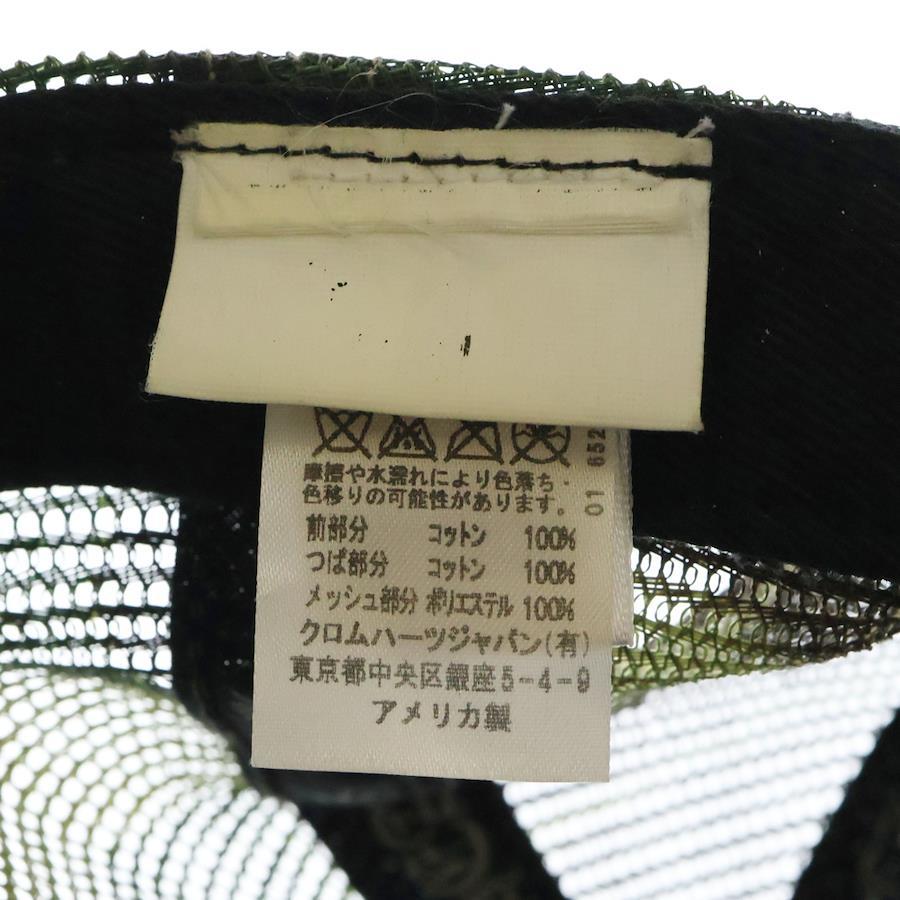 摩擦や水濡れにより色落ち・
色移りの可能性があります。
前部分 コットン 100%
つば部分 コットン 100%
メッシュ部分 ポリエステル 100%
クロムハーツジャパン(有)
東京都中央区銀座5-4-9
アメリカ製
01 652